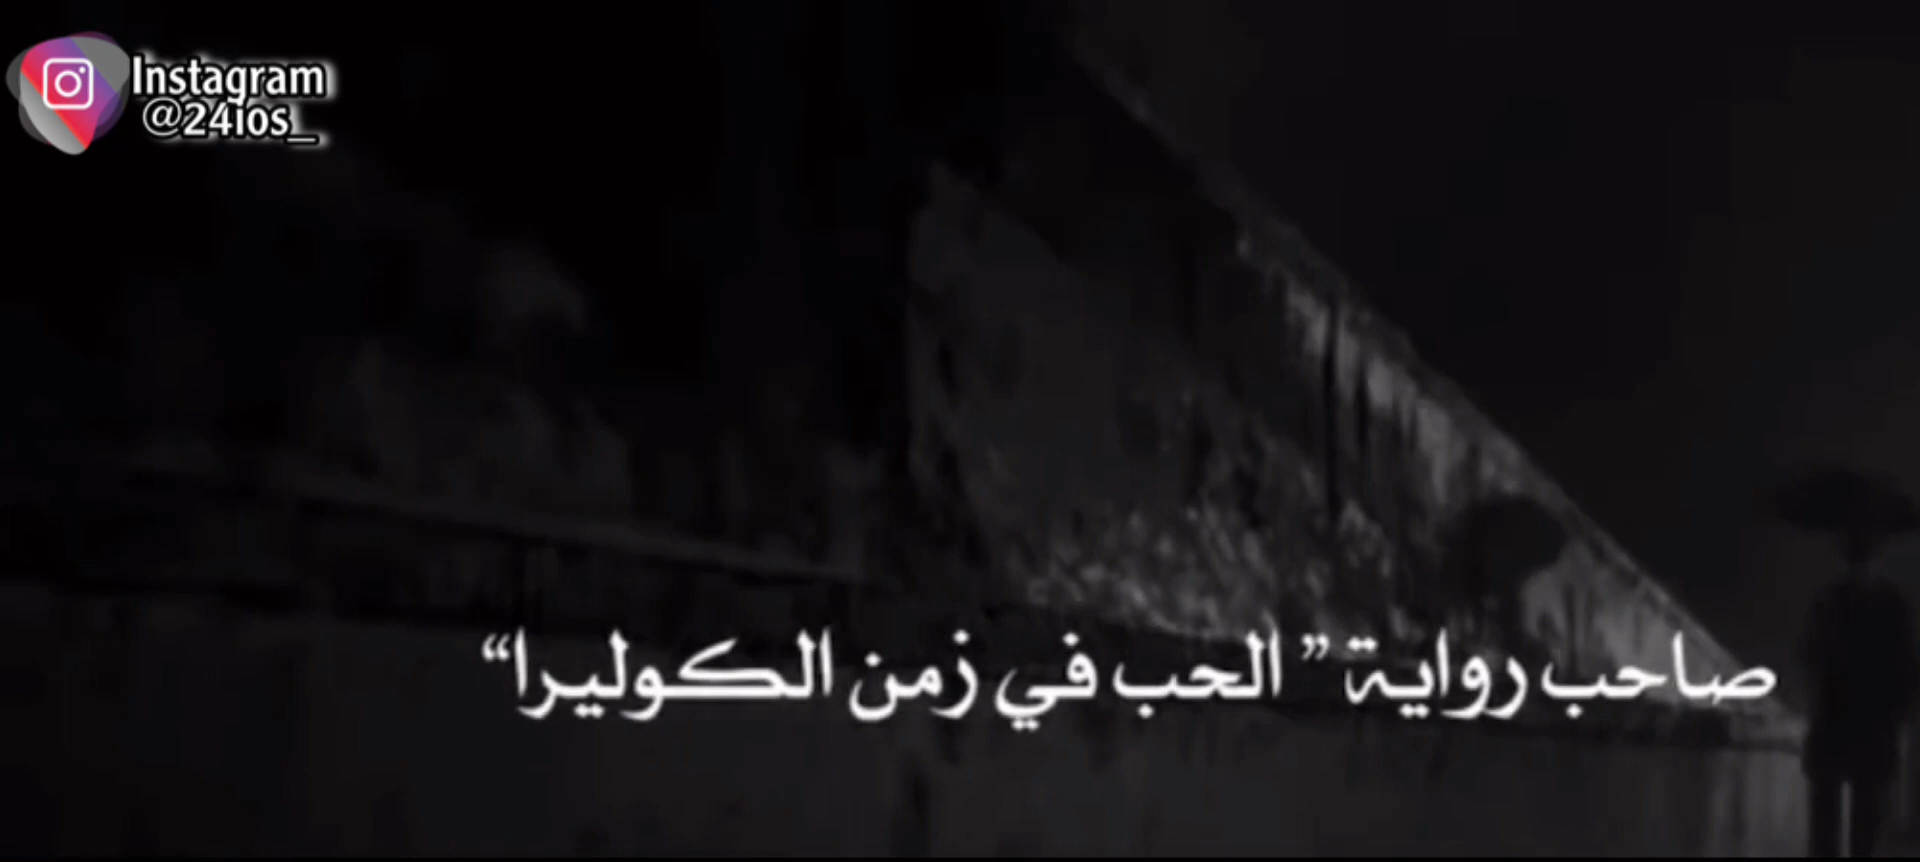 Instagram
@24ios_
صاحب رواية ” الحب في زمن الكوليرا“